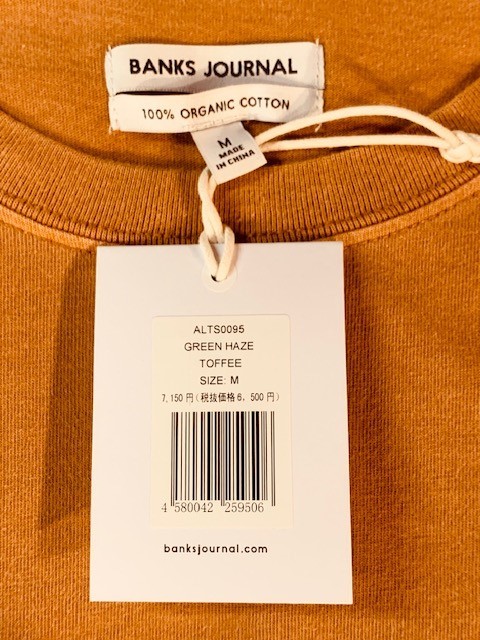 BANKS JOURNAL
100% ORGANIC COTTON
M
MADE
IN CHINA
ALTS0095
GREEN HAZE
TOFFEE
SIZE: M
7,150円(税抜価格6,500円)
4 580042 259506
banksjournal.com